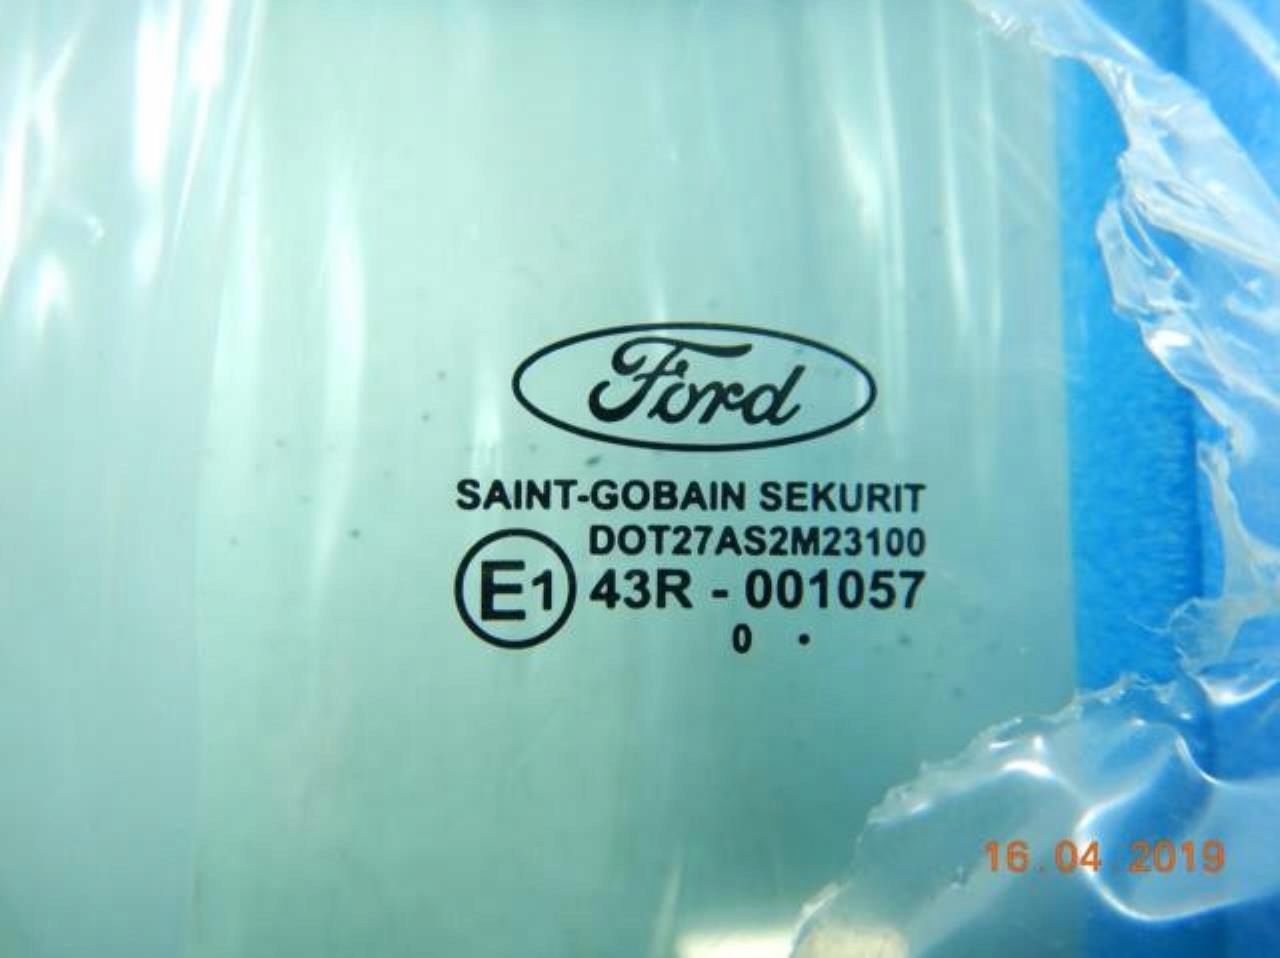 Ford
SAINT-GOBAIN SEKURIT
DOT27AS2M23100
E1 43R - 001057
0 •
16.04.2019